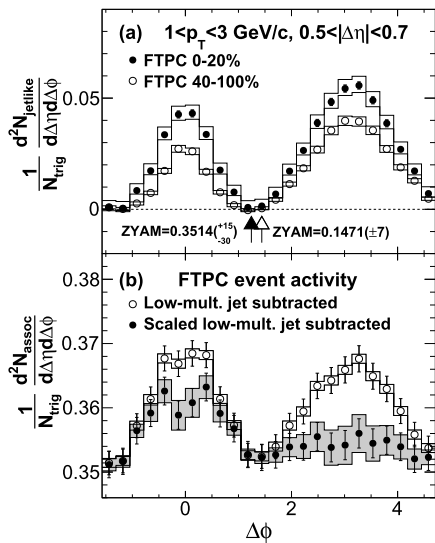 (a) 1<p_T<3 GeV/c, 0.5<|Δη|<0.7
● FTPC 0-20%
○ FTPC 40-100%
1/N_trig d²N_jetlike/dΔηdΔφ
0.05
0
ZYAM=0.3514(+15 -30) ZYAM=0.1471(±7)
(b) FTPC event activity
○ Low-mult. jet subtracted
● Scaled low-mult. jet subtracted
1/N_trig d²N_assoc/dΔηdΔφ
0.38
0.37
0.36
0.35
0 2 4
Δφ